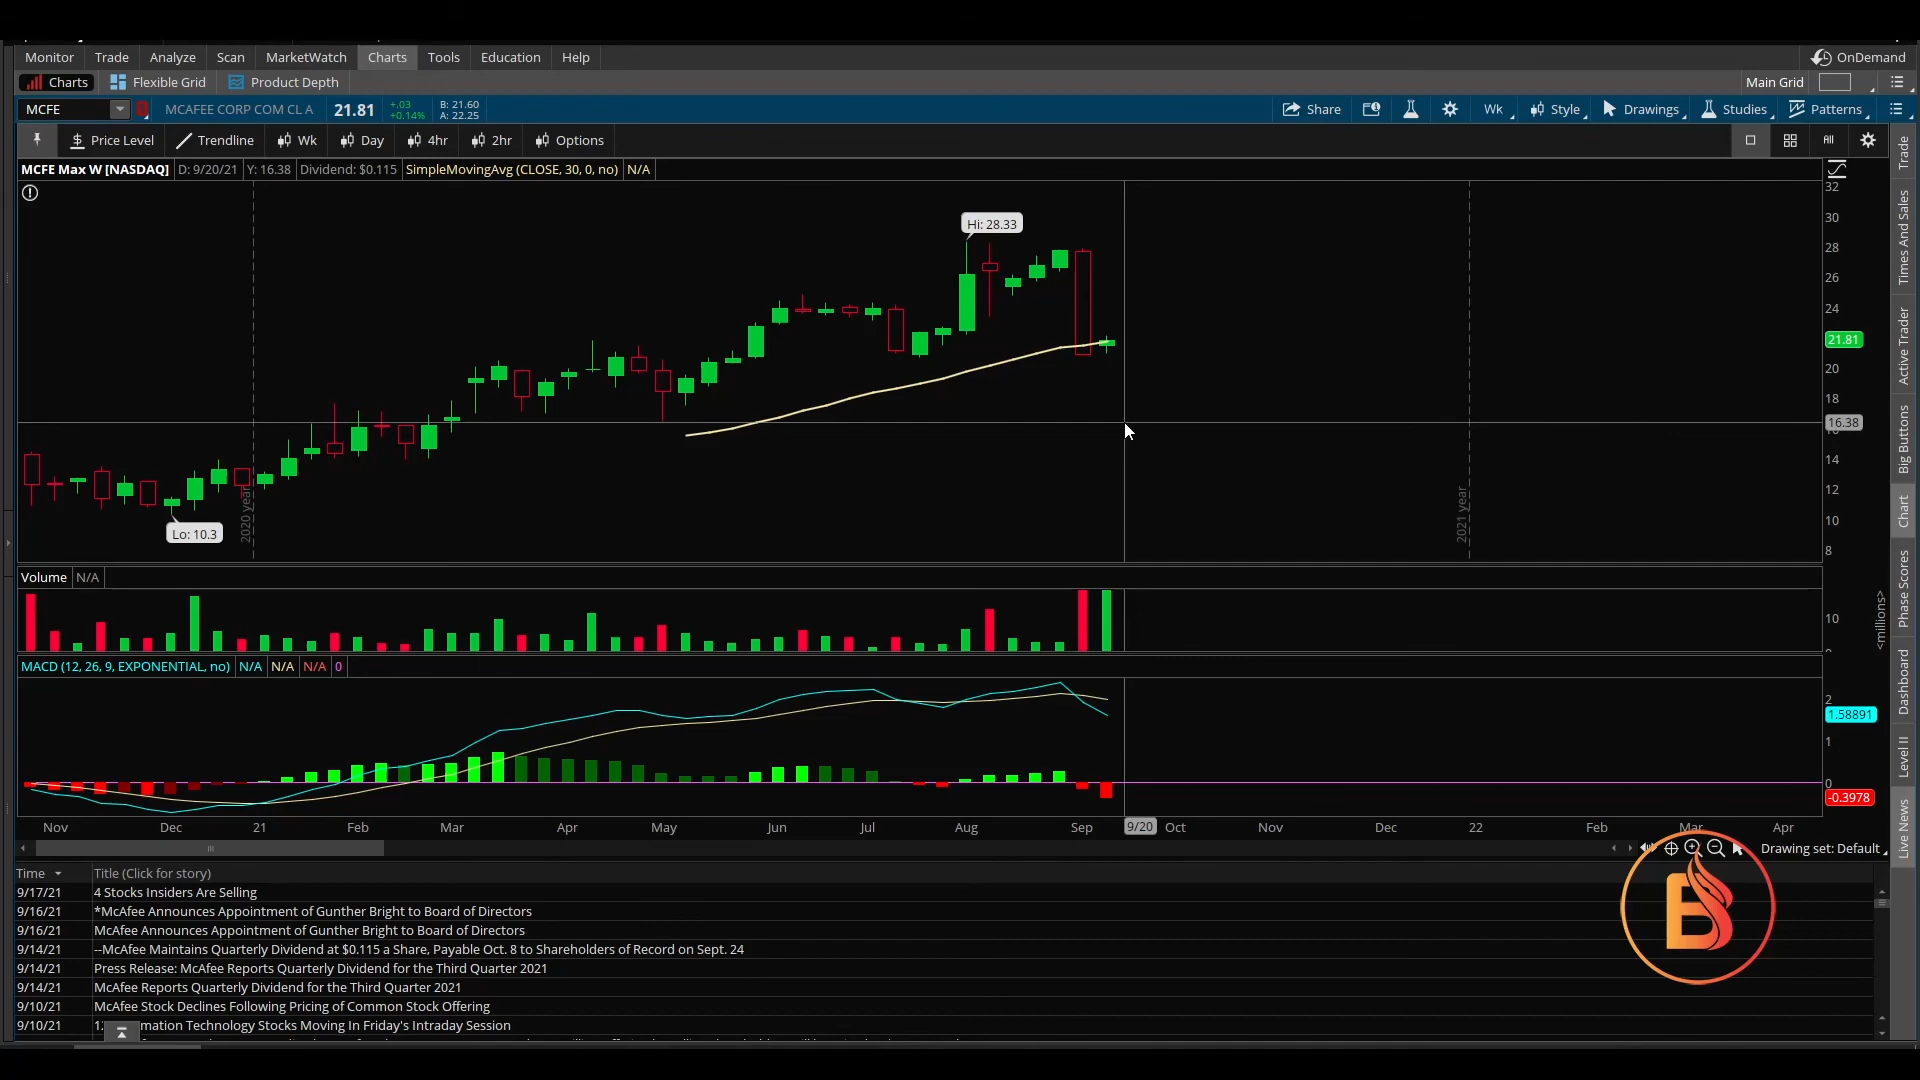 Monitor Trade Analyze Scan MarketWatch Charts Tools Education Help OnDemand
Charts Flexible Grid Product Depth Main Grid
MCFE MCAFEE CORP COM CL A 21.81 +.03 +0.14% B: 21.60 A: 22.25 Share Wk Style Drawings Studies Patterns
$ Price Level Trendline Wk Day 4hr 2hr Options All
MCFE Max W [NASDAQ] D: 9/20/21 Y: 16.38 Dividend: $0.115 SimpleMovingAvg (CLOSE, 30, 0, no) N/A
32
30
Hi: 28.33
28
26
24
21.81
20
18
16.38
14
12
10
8
Lo: 10.3
2020 year
2021 year
Volume N/A
10
<millions>
MACD (12, 26, 9, EXPONENTIAL, no) N/A N/A N/A 0
2
1.58891
1
0
-0.3978
Nov Dec 21 Feb Mar Apr May Jun Jul Aug Sep 9/20 Oct Nov Dec 22 Feb Mar Apr
Drawing set: Default
Time Title (Click for story)
9/17/21 4 Stocks Insiders Are Selling
9/16/21 *McAfee Announces Appointment of Gunther Bright to Board of Directors
9/16/21 McAfee Announces Appointment of Gunther Bright to Board of Directors
9/14/21 --McAfee Maintains Quarterly Dividend at $0.115 a Share, Payable Oct. 8 to Shareholders of Record on Sept. 24
9/14/21 Press Release: McAfee Reports Quarterly Dividend for the Third Quarter 2021
9/14/21 McAfee Reports Quarterly Dividend for the Third Quarter 2021
9/10/21 McAfee Stock Declines Following Pricing of Common Stock Offering
9/10/21 Technology Stocks Moving In Friday's Intraday Session
Trade
Times And Sales
Active Trader
Big Buttons
Chart
Phase Scores
Dashboard
Level II
Live News
B